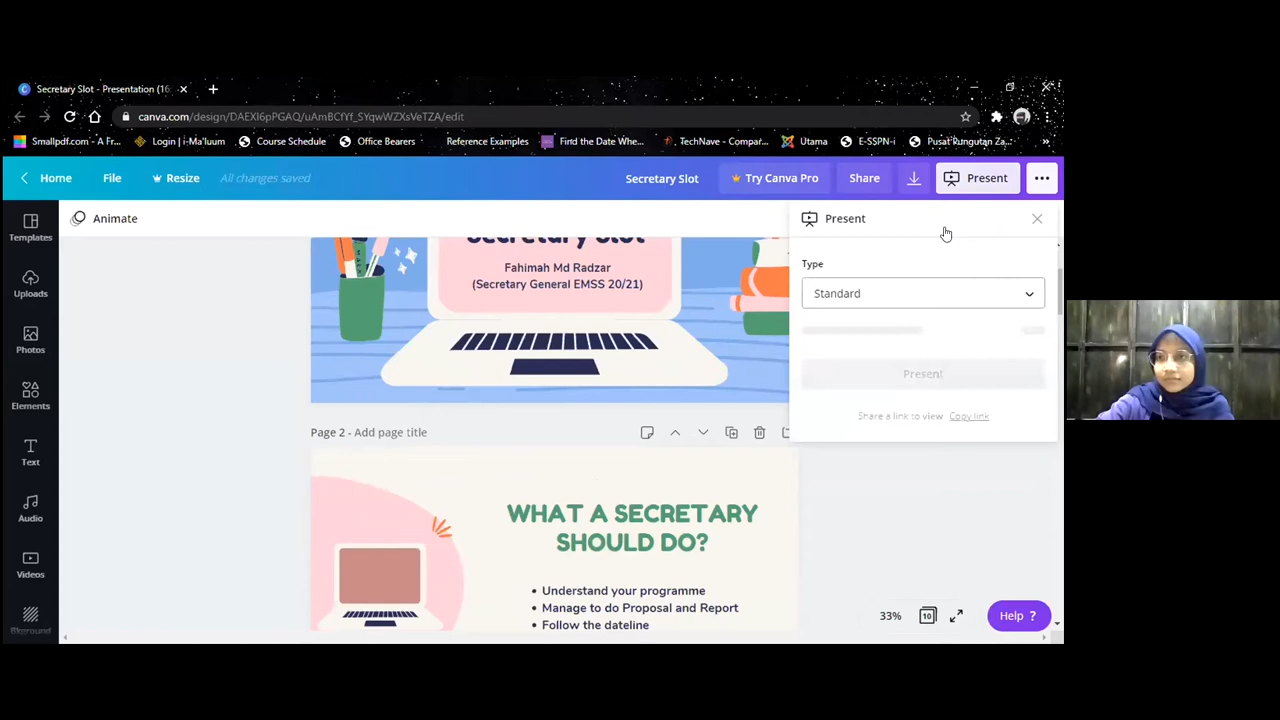 Secretary Slot - Presentation (16
canva.com/design/DAEXI6pPGAQ/uAmBCfYf_SYqwWZXsVeTZA/edit
Smallpdf.com - A Fr...
Login | i-Ma'luum
Course Schedule
Office Bearers
Reference Examples
Find the Date Whe...
TechNave - Compar...
Utama
E-SSPN-i
Pusat Rungutan Za...
Home
File
Resize
All changes saved
Secretary Slot
Try Canva Pro
Share
Present
Templates
Uploads
Photos
Elements
Text
Audio
Videos
Bkground
Animate
Secretary Slot
Fahimah Md Radzar
(Secretary General EMSS 20/21)
Page 2 - Add page title
WHAT A SECRETARY
SHOULD DO?
• Understand your programme
• Manage to do Proposal and Report
• Follow the dateline
Present
Type
Standard
Present
Share a link to view Copy link
33%
10
Help ?